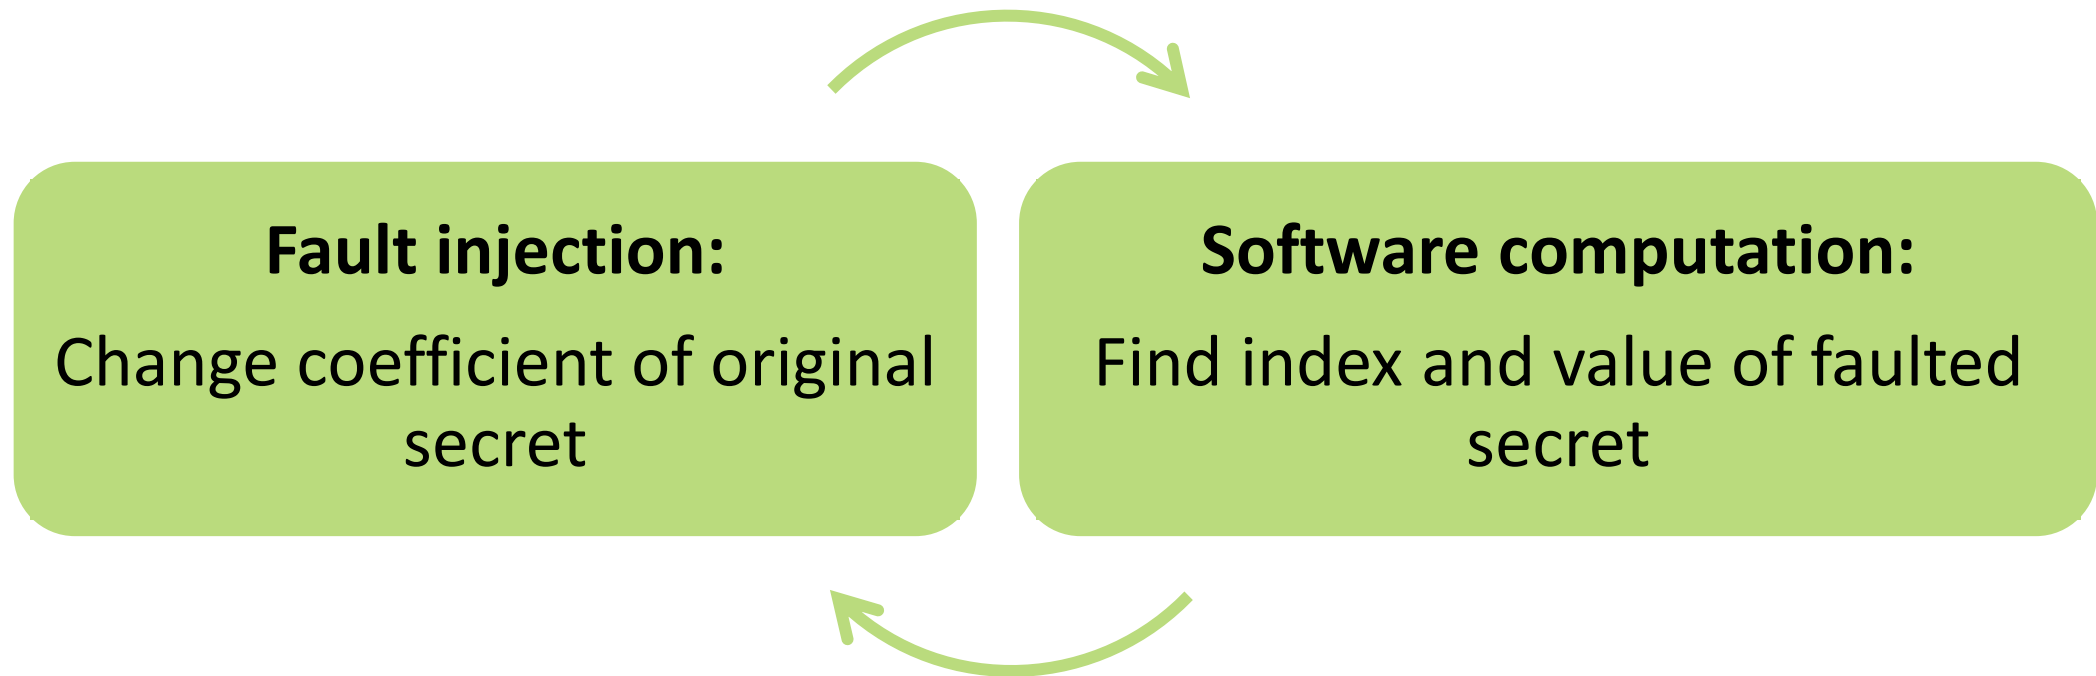 Fault injection:
Change coefficient of original
secret
Software computation:
Find index and value of faulted
secret